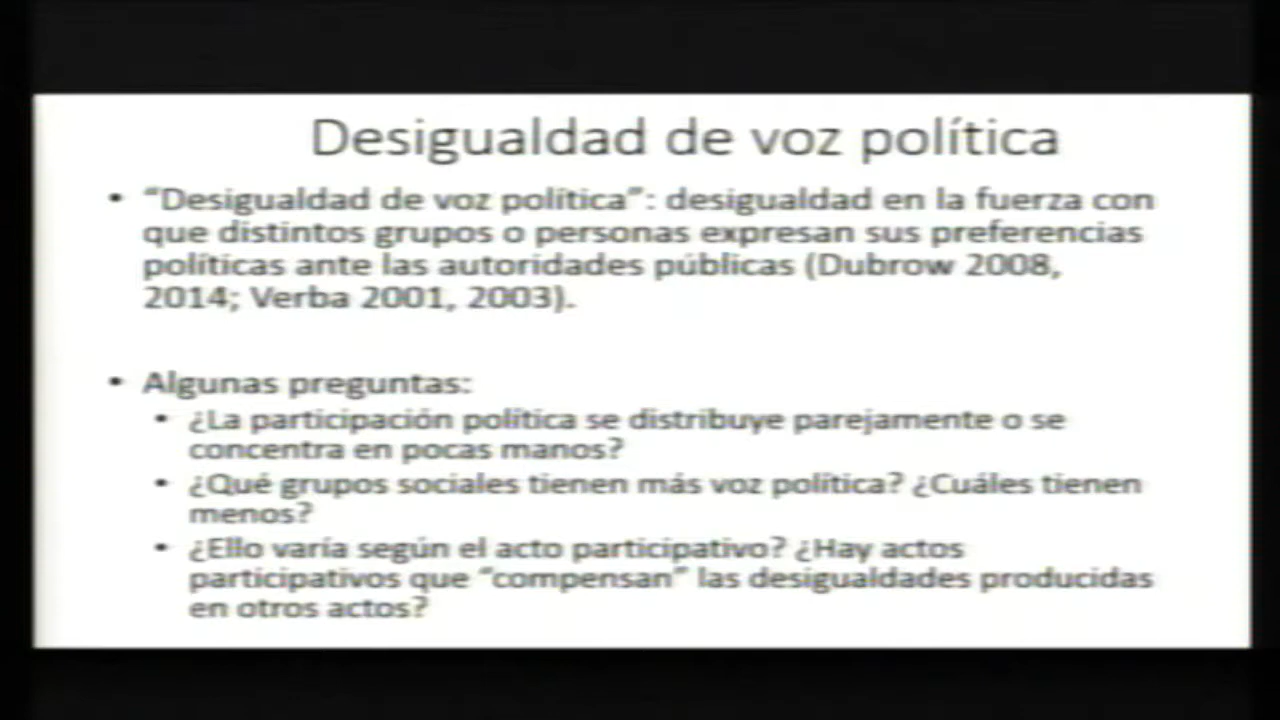 Desigualdad de voz política
• “Desigualdad de voz política”: desigualdad en la fuerza con
que distintos grupos o personas expresan sus preferencias
políticas ante las autoridades públicas (Dubrow 2008,
2014; Verba 2001, 2003).
• Algunas preguntas:
• ¿La participación política se distribuye parejamente o se
concentra en pocas manos?
• ¿Qué grupos sociales tienen más voz política? ¿Cuáles tienen
menos?
• ¿Ello varía según el acto participativo? ¿Hay actos
participativos que “compensan” las desigualdades producidas
en otros actos?